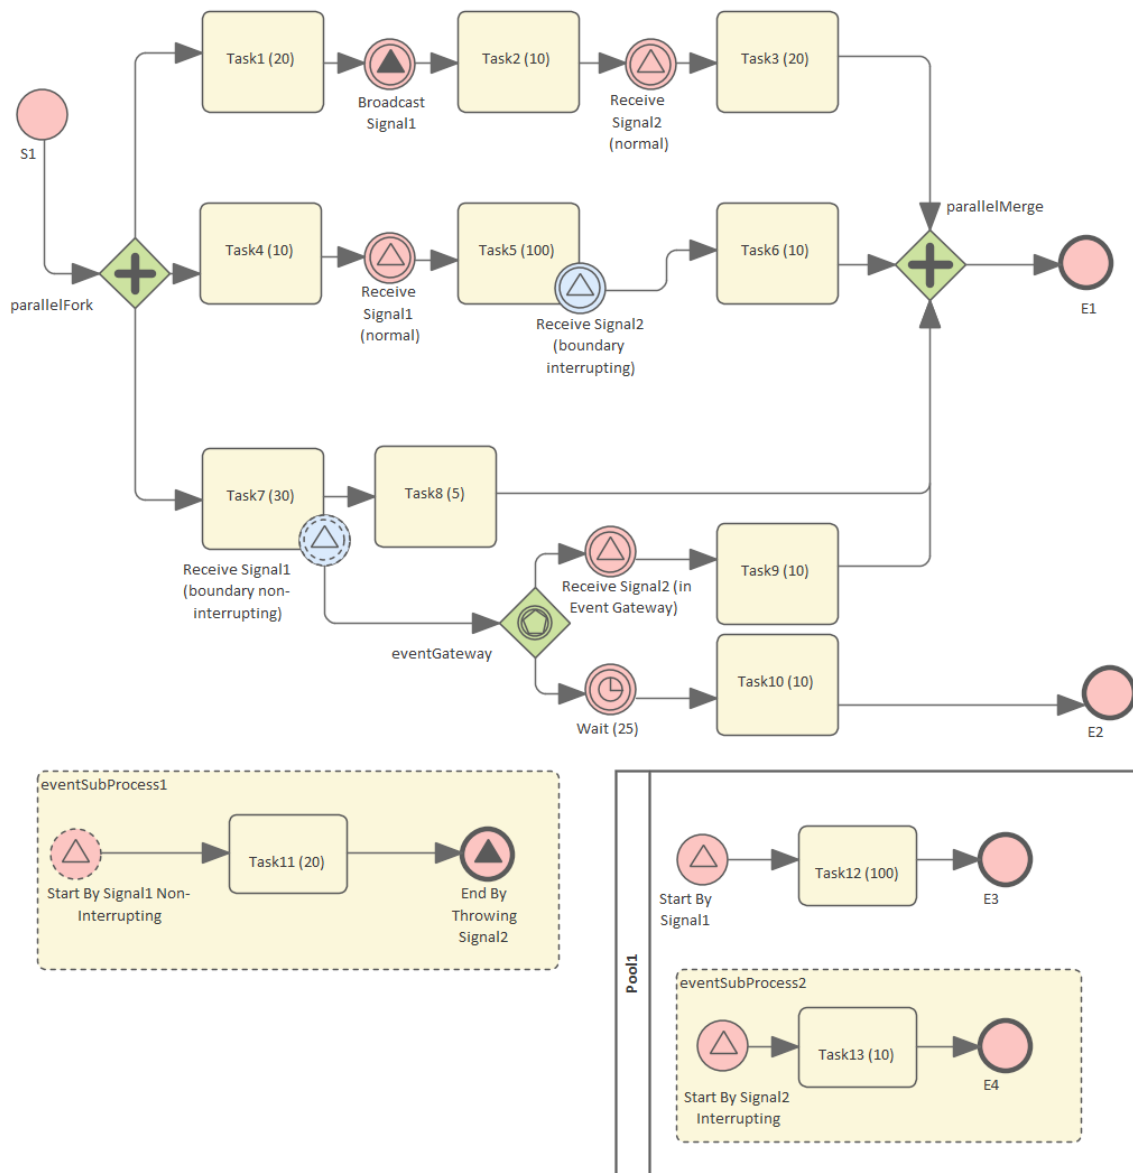 S1
parallelFork
Task1 (20)
Broadcast
Signal1
Task2 (10)
Receive
Signal2
(normal)
Task3 (20)
Task4 (10)
Receive
Signal1
(normal)
Task5 (100)
Receive Signal2
(boundary
interrupting)
Task6 (10)
parallelMerge
E1
Task7 (30)
Receive Signal1
(boundary non-
interrupting)
Task8 (5)
eventGateway
Receive Signal2 (in
Event Gateway)
Task9 (10)
Wait (25)
Task10 (10)
E2
eventSubProcess1
Start By Signal1 Non-
Interrupting
Task11 (20)
End By
Throwing
Signal2
Pool1
Start By
Signal1
Task12 (100)
E3
eventSubProcess2
Start By Signal2
Interrupting
Task13 (10)
E4